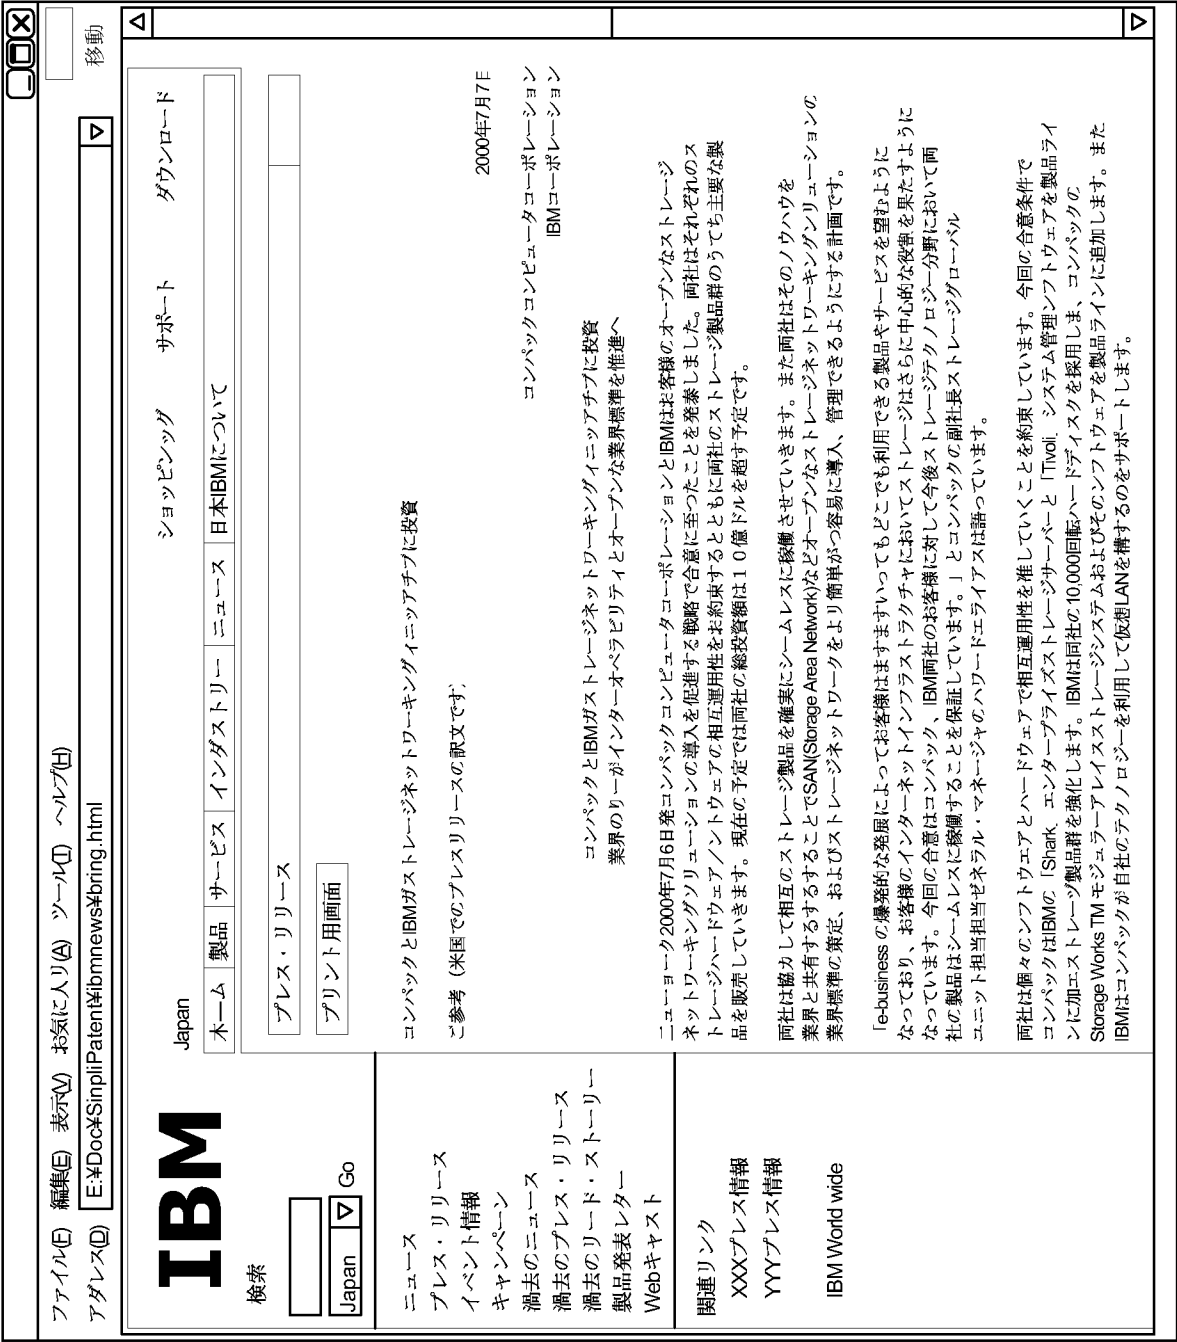 ファイル(F) 編集(E) 表示(V) お気に入り(A) ツール(T) ヘルプ(H)
アドレス(D) E:¥Doc¥SinpliPatent¥ibmnews¥bring.html 移動
IBM
Japan
ショッピンッグ サポート ダウンロード
木ーム 製品 サービス インダストリー ニュース 日本IBMについて
検索
Japan Go
ニュース
プレス・リリース
イベント情報
キャンペーン
渦去のニュース
渦去のプレス・リリース
渦去のリード・ストーリー
製品発表レター
Webキャスト
関連リンク
XXXプレス情報
YYYプレス情報
IBM World wide
プレス・リリース
プリント用画面
コンパックとIBMガストレージネットワーキングィニッアチブに投資
ご参考（米国でのプレスリリースの訳文です）
2000年7月7日
コンパックコンピュータコーポレーション
IBMコーポレーション
コンパックとIBMガストレージネットワーキングィニッアチブに投資
業界のリーがインターオペラビリティとオープンな業界標準を惟進へ
ニューョーク2000年7月6日発コンパックコンピュータコーポレーションとIBMはお客様のオープンなストレージ
ネットワーキングソリューションの導入を促進する戦略で合意に至つたことを発泰しました。両社はそれぞれのス
トレージハードウェア／ントウェアの相互運用性をお約束するとともに両社のストレージ製品群のうてち主要な製
品を販売していきます。現在の予定では両社の総投資額は１０億ドルを超す予定です。
両社は協力して相互のストレージ製品を確実にシームレスに稼働させていきます。また両社はそのノウハウを
業界と共有するすることでSAN(Storage Area Network)などオープンなストレージネットワーキングンリューションの
業界標準の策定、およびストレージネットワークをより簡単がつ容易に導入、管理できるようにする計画です。
「e-businessの爆発的な発展によってお客様はますますいってもどこでも利用できる製品やサービスを望むように
なっており、お客様のインターネットインフラストラクチャにおいてストレージはさらに中心的な役割を果たすように
なっています。今回の合意はコンパック、IBM両社のお客様に対して今後ストレージテクノロジー分野において両
社の製品はシームレスに稼働することを保証しています。」とコンパックの副社長ストレージグローバル
ユニット担当担当ゼネラル・マネージャのハワードエライアスは語っています。
両社は個々のンフトウエアとハードウェアで相互運用性を准していくことを約束しています。今回の合意条件で
コンパックはIBMの「Shark、エンタープライズストレージサーバーと「Tivoli、システム管理ンフトウェアを製品ライ
ンに加エストレーヅ製品群を強化します。IBMは同社の10,000回転ハードディスクを採用しま、コンパックの
Storage Works TM モジュラーアレイスストレージシステムおよびそのンフトウェアを製品ラインに追加します。また
IBMはコンパックが自社のテクノロジーを利用して仮想LANを構するのをサポートします。